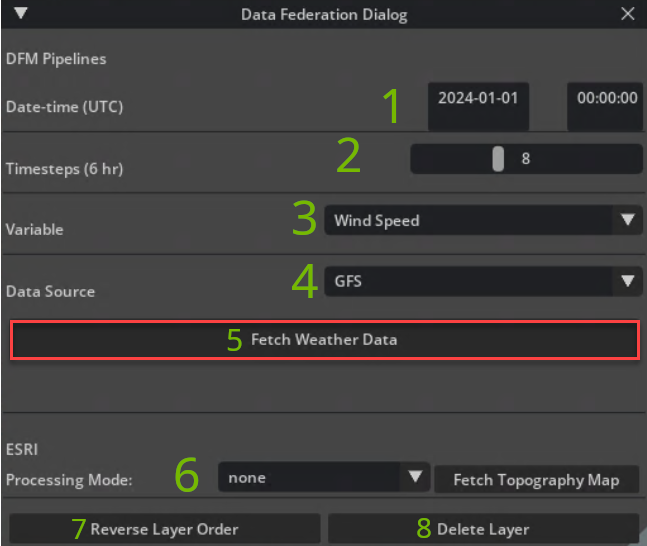 Data Federation Dialog
DFM Pipelines
Date-time (UTC) 1 2024-01-01 00:00:00
Timesteps (6 hr) 2 8
Variable 3 Wind Speed
Data Source 4 GFS
5 Fetch Weather Data
ESRI
Processing Mode: 6 none Fetch Topography Map
7 Reverse Layer Order 8 Delete Layer